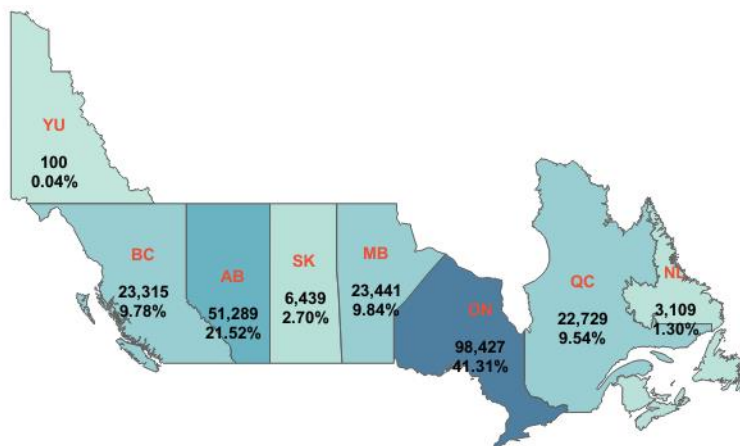 YU
100
0.04%
BC
23,315
9.78%
AB
51,289
21.52%
SK
6,439
2.70%
MB
23,441
9.84%
ON
98,427
41.31%
QC
22,729
9.54%
NL
3,109
1.30%